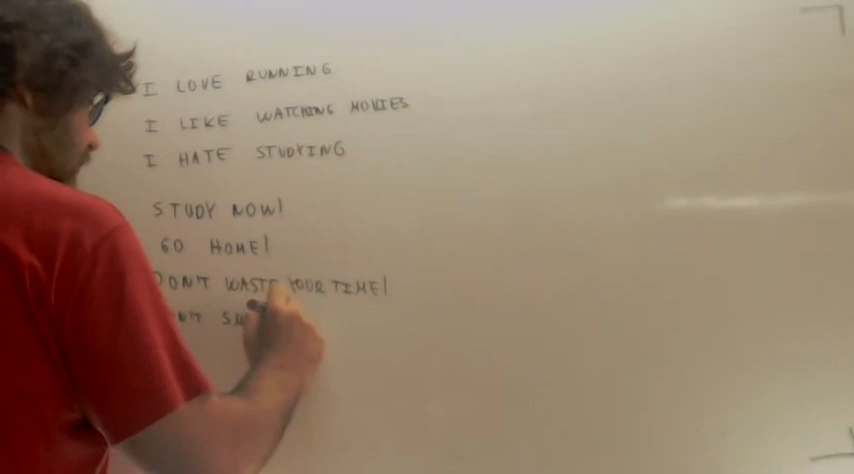 I LOVE RUNNING
I LIKE WATCHING MOVIES
I HATE STUDYING
STUDY NOW!
GO HOME!
DON'T WASTE YOUR TIME!